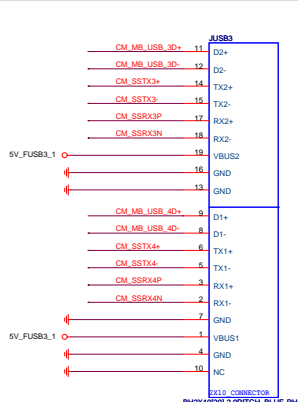 JUSB3
CM_MB_USB_3D+ 11 D2+
CM_MB_USB_3D- 12 D2-
CM_SSTX3+ 14 TX2+
CM_SSTX3- 15 TX2-
CM_SSRX3P 17 RX2+
CM_SSRX3N 18 RX2-
5V_FUSB3_1 19 VBUS2
16 GND
13 GND
CM_MB_USB_4D+ 9 D1+
CM_MB_USB_4D- 8 D1-
CM_SSTX4+ 6 TX1+
CM_SSTX4- 5 TX1-
CM_SSRX4P 3 RX1+
CM_SSRX4N 2 RX1-
7 GND
5V_FUSB3_1 1 VBUS1
4 GND
10 NC
2X10 CONNECTOR